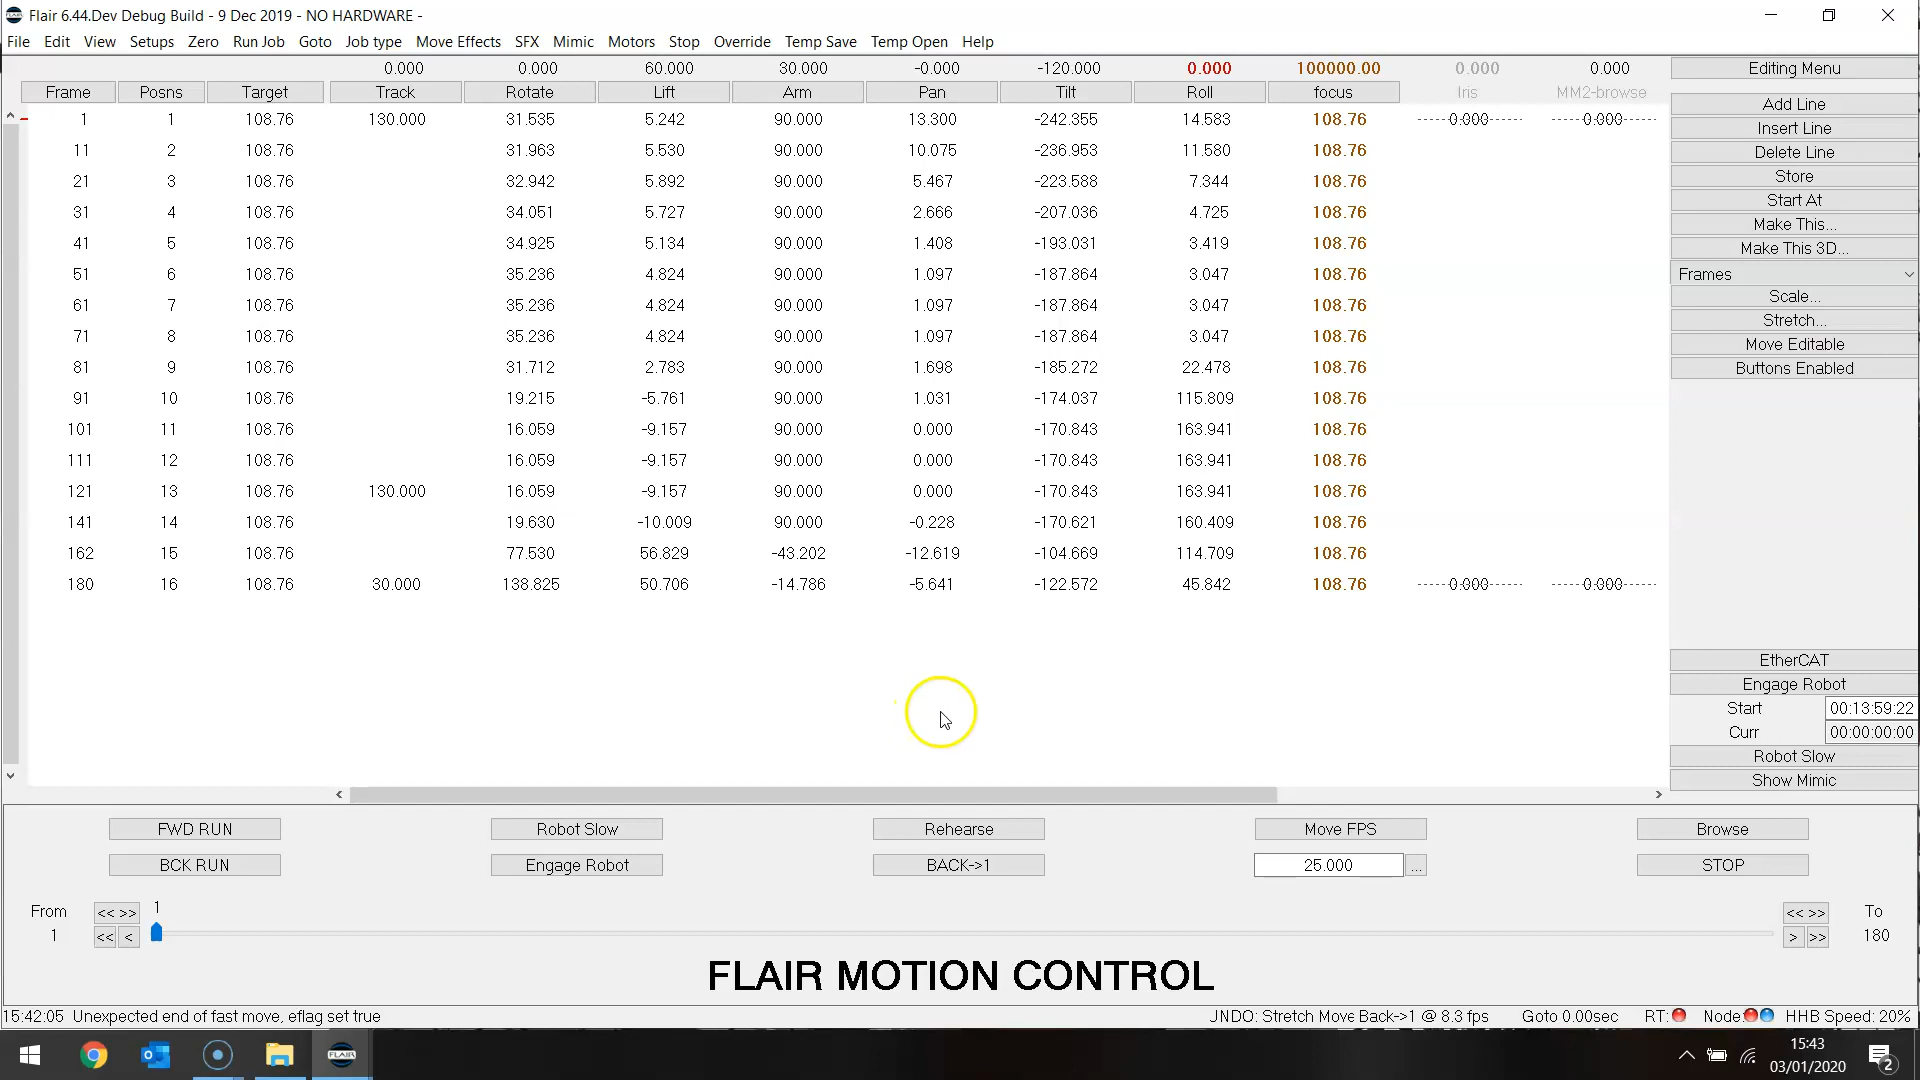 Flair 6.44.Dev Debug Build - 9 Dec 2019 - NO HARDWARE -
File Edit View Setups Zero Run Job Goto Job type Move Effects SFX Mimic Motors Stop Override Temp Save Temp Open Help
0.000 0.000 60.000 30.000 -0.000 -120.000 0.000 100000.00 0.000 0.000
Frame Posns Target Track Rotate Lift Arm Pan Tilt Roll focus Iris MM2-browse
1 1 108.76 130.000 31.535 5.242 90.000 13.300 -242.355 14.583 108.76 0.000 0.000
11 2 108.76 31.963 5.530 90.000 10.075 -236.953 11.580 108.76
21 3 108.76 32.942 5.892 90.000 5.467 -223.588 7.344 108.76
31 4 108.76 34.051 5.727 90.000 2.666 -207.036 4.725 108.76
41 5 108.76 34.925 5.134 90.000 1.408 -193.031 3.419 108.76
51 6 108.76 35.236 4.824 90.000 1.097 -187.864 3.047 108.76
61 7 108.76 35.236 4.824 90.000 1.097 -187.864 3.047 108.76
71 8 108.76 35.236 4.824 90.000 1.097 -187.864 3.047 108.76
81 9 108.76 31.712 2.783 90.000 1.698 -185.272 22.478 108.76
91 10 108.76 19.215 -5.761 90.000 1.031 -174.037 115.809 108.76
101 11 108.76 16.059 -9.157 90.000 0.000 -170.843 163.941 108.76
111 12 108.76 16.059 -9.157 90.000 0.000 -170.843 163.941 108.76
121 13 108.76 130.000 16.059 -9.157 90.000 0.000 -170.843 163.941 108.76
141 14 108.76 19.630 -10.009 90.000 -0.228 -170.621 160.409 108.76
162 15 108.76 77.530 56.829 -43.202 -12.619 -104.669 114.709 108.76
180 16 108.76 30.000 138.825 50.706 -14.786 -5.641 -122.572 45.842 108.76 0.000 0.000
Editing Menu
Add Line
Insert Line
Delete Line
Store
Start At
Make This...
Make This 3D...
Frames
Scale...
Stretch...
Move Editable
Buttons Enabled
EtherCAT
Engage Robot
Start 00:13:59:22
Curr 00:00:00:00
Robot Slow
Show Mimic
FWD RUN Robot Slow Rehearse Move FPS Browse
BCK RUN Engage Robot BACK->1 25.000 ... STOP
From << >> 1 << >> To
1 << < > >> 180
FLAIR MOTION CONTROL
15:42:05 Unexpected end of fast move, eflag set true JNDO: Stretch Move Back->1 @ 8.3 fps Goto 0.00sec RT: Node: HHB Speed: 20%
FLAIR
15:43
03/01/2020
2